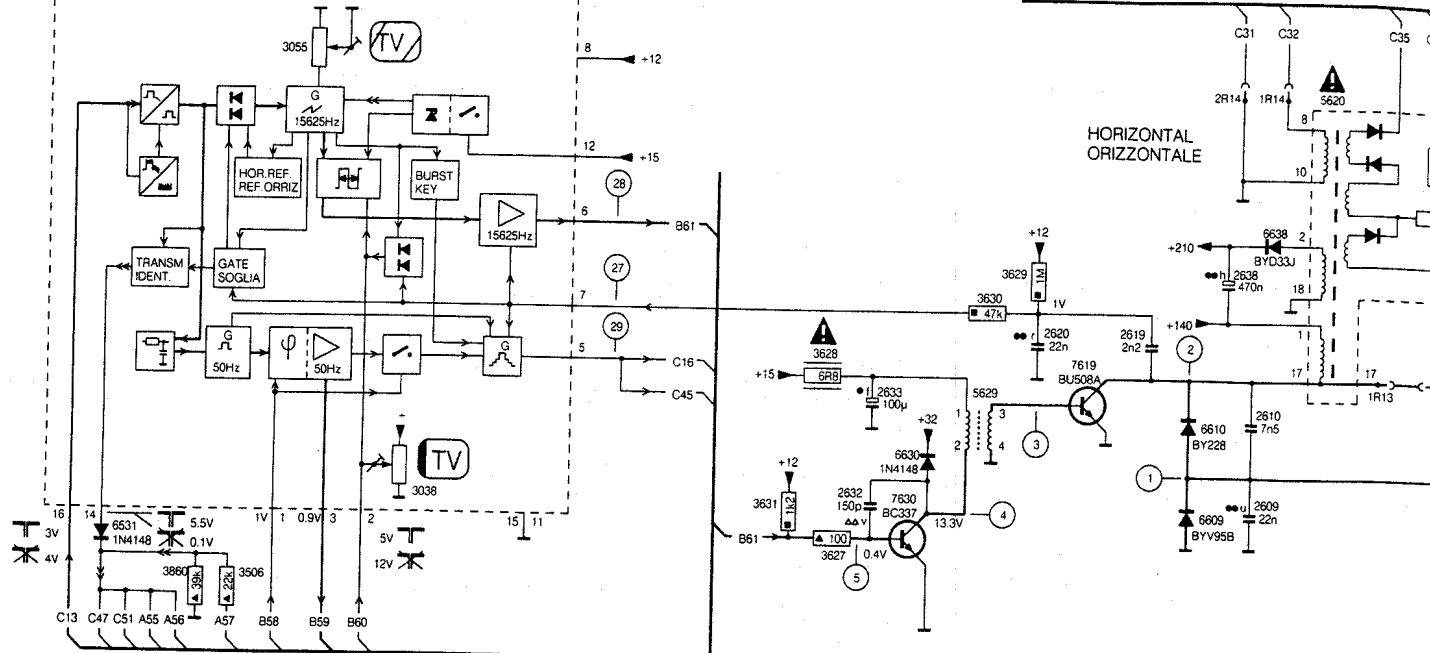 3055
TV
8
+12
G
15625Hz
12
+15
HOR.REF.
REF.ORRIZ
BURST
KEY
28
6
B61
15625Hz
TRANSM
IDENT.
GATE
SOGLIA
27
7
29
G
50Hz
φ
50Hz
G
5
C16
C45
TV
3038
16
14
1V
1
0.9V
3
2
15
11
3V
4V
6531
1N4148
5.5V
0.1V
5V
12V
3860
39k
22k
3506
C13
C47
C51
A55
A56
A57
B58
B59
B60
C31
C32
C35
2R14
1R14
5620
HORIZONTAL
ORIZZONTALE
8
10
+12
3629
1M
1V
3630
47k
r
2620
22n
2619
2n2
+210
6638
BYD33J
2
h
2638
470n
18
+140
1
2
17
17
1R13
3628
+15
6R8
f
2633
100µ
5629
1
2
3
4
7619
BU508A
3
6610
BY228
2610
7n5
1
6609
BYV95B
u
2609
22n
+32
6630
1N4148
+12
3631
1k2
2632
150p
v
7630
BC337
13.3V
4
B61
100
3627
0.4V
5